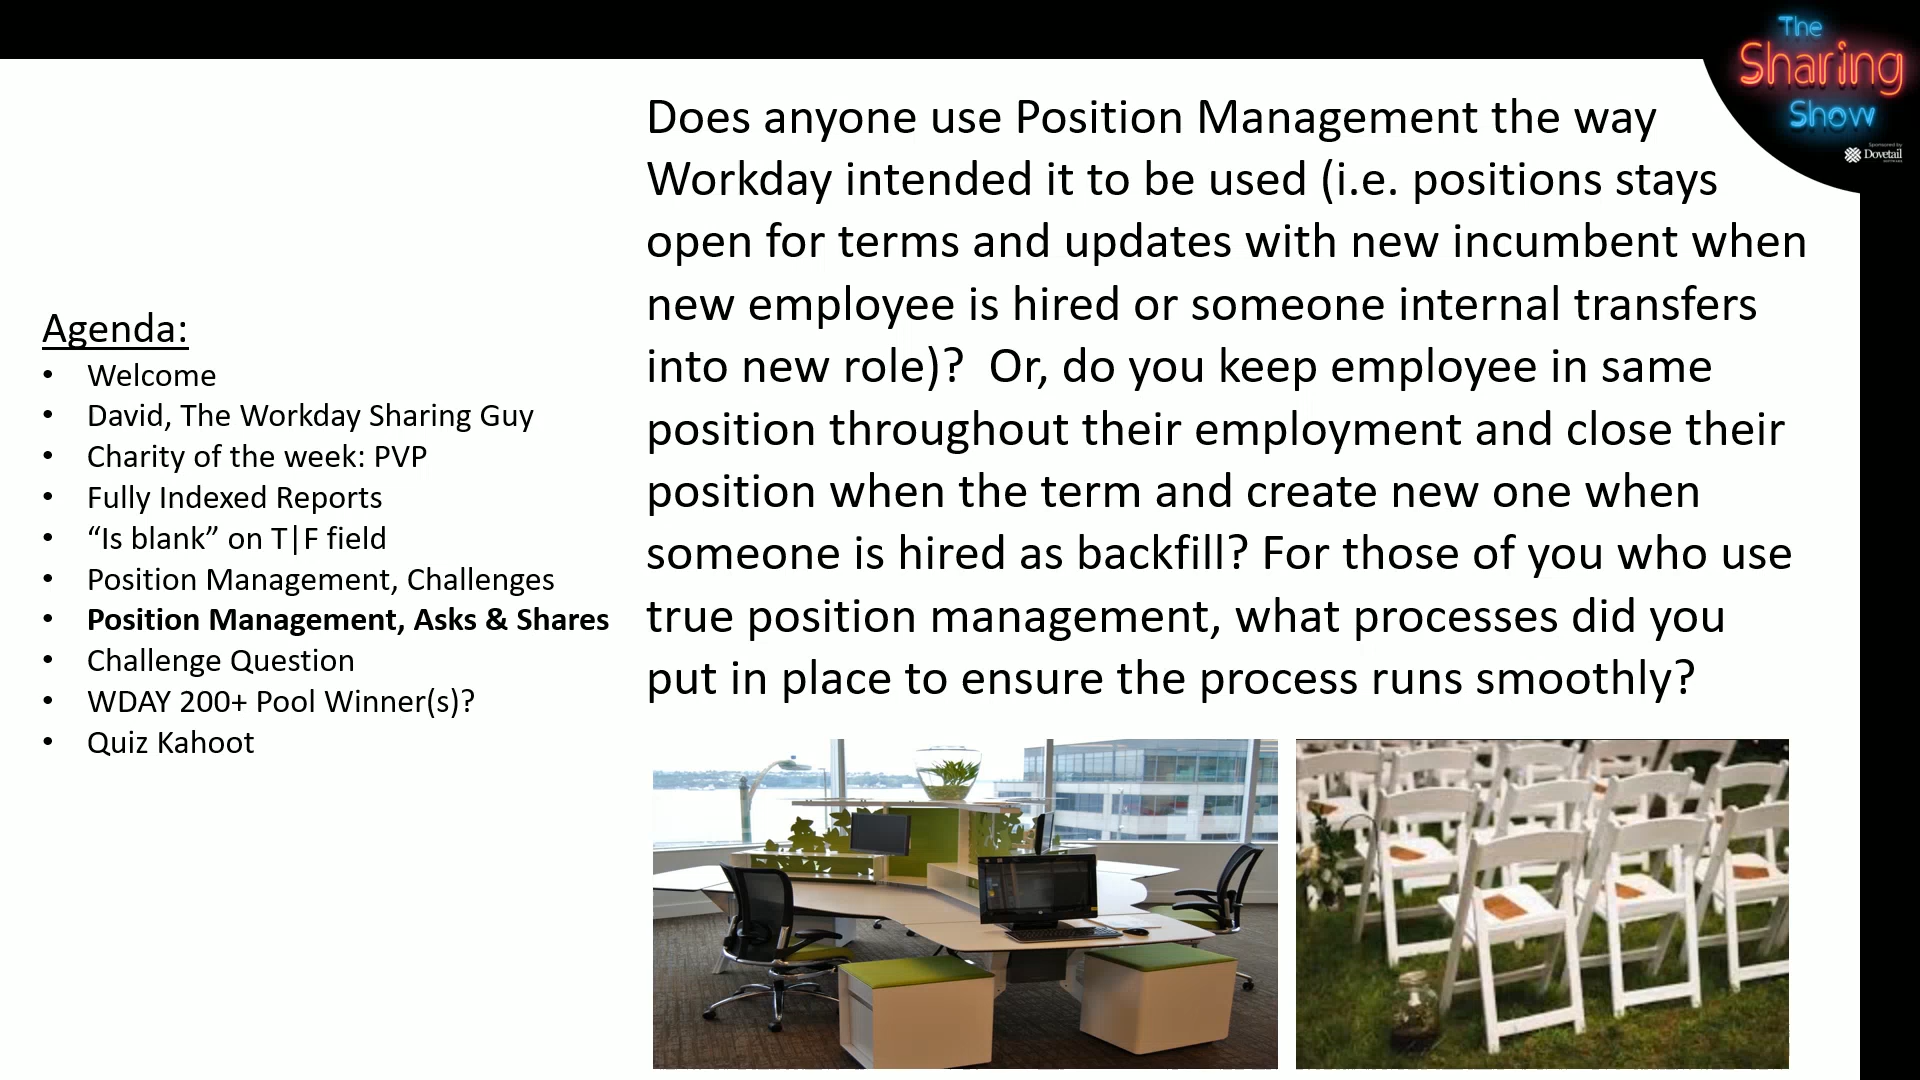 The
Sharing
Show
Sponsored by
Dovetail
Does anyone use Position Management the way
Workday intended it to be used (i.e. positions stays
open for terms and updates with new incumbent when
new employee is hired or someone internal transfers
into new role)?  Or, do you keep employee in same
position throughout their employment and close their
position when the term and create new one when
someone is hired as backfill? For those of you who use
true position management, what processes did you
put in place to ensure the process runs smoothly?
Agenda:
• Welcome
• David, The Workday Sharing Guy
• Charity of the week: PVP
• Fully Indexed Reports
• “Is blank” on T|F field
• Position Management, Challenges
• Position Management, Asks & Shares
• Challenge Question
• WDAY 200+ Pool Winner(s)?
• Quiz Kahoot